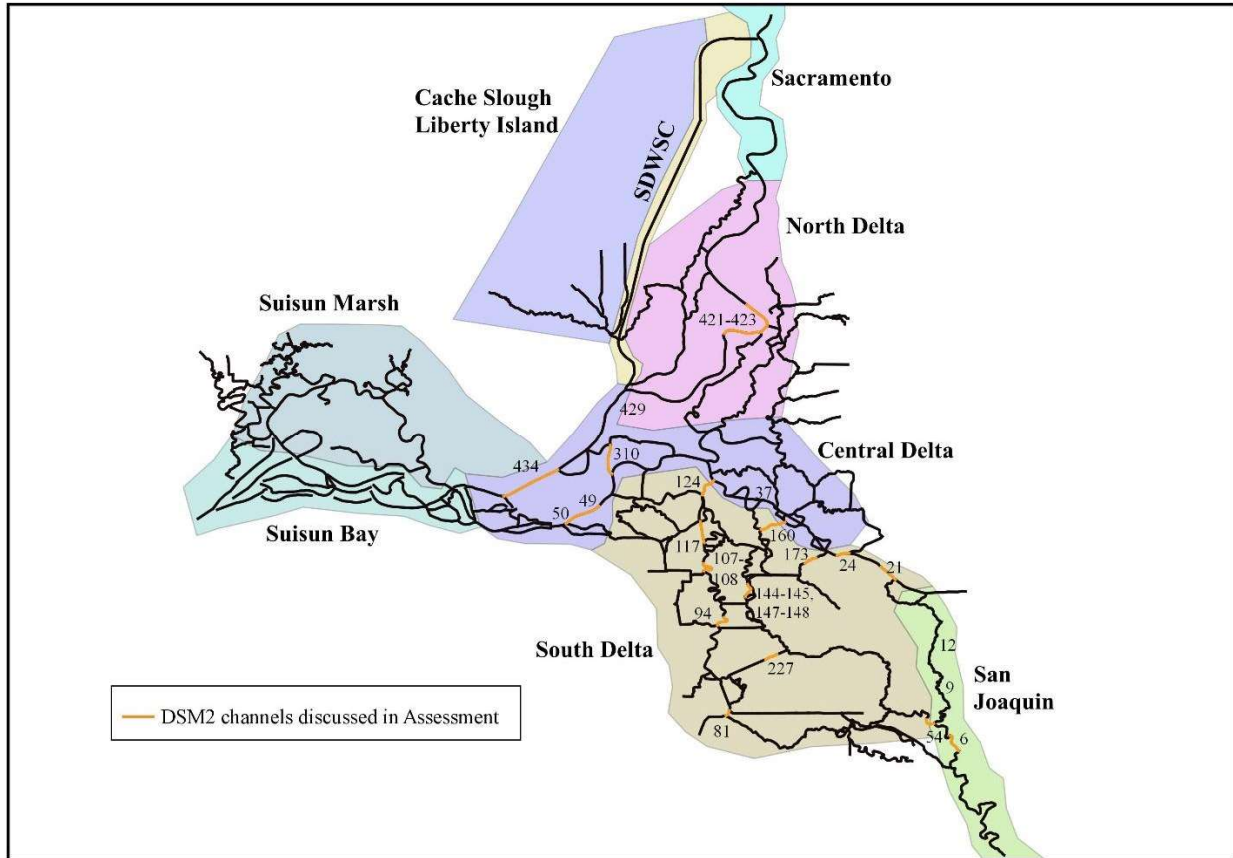 Sacramento
Cache Slough
Liberty Island
SDWSC
North Delta
421-423
Suisun Marsh
429
Central Delta
434
310
124
37
49
50
160
Suisun Bay
117
107-
108
173
24
21
144-145,
147-148
94
South Delta
12
227
9
San
Joaquin
DSM2 channels discussed in Assessment
81
54
6